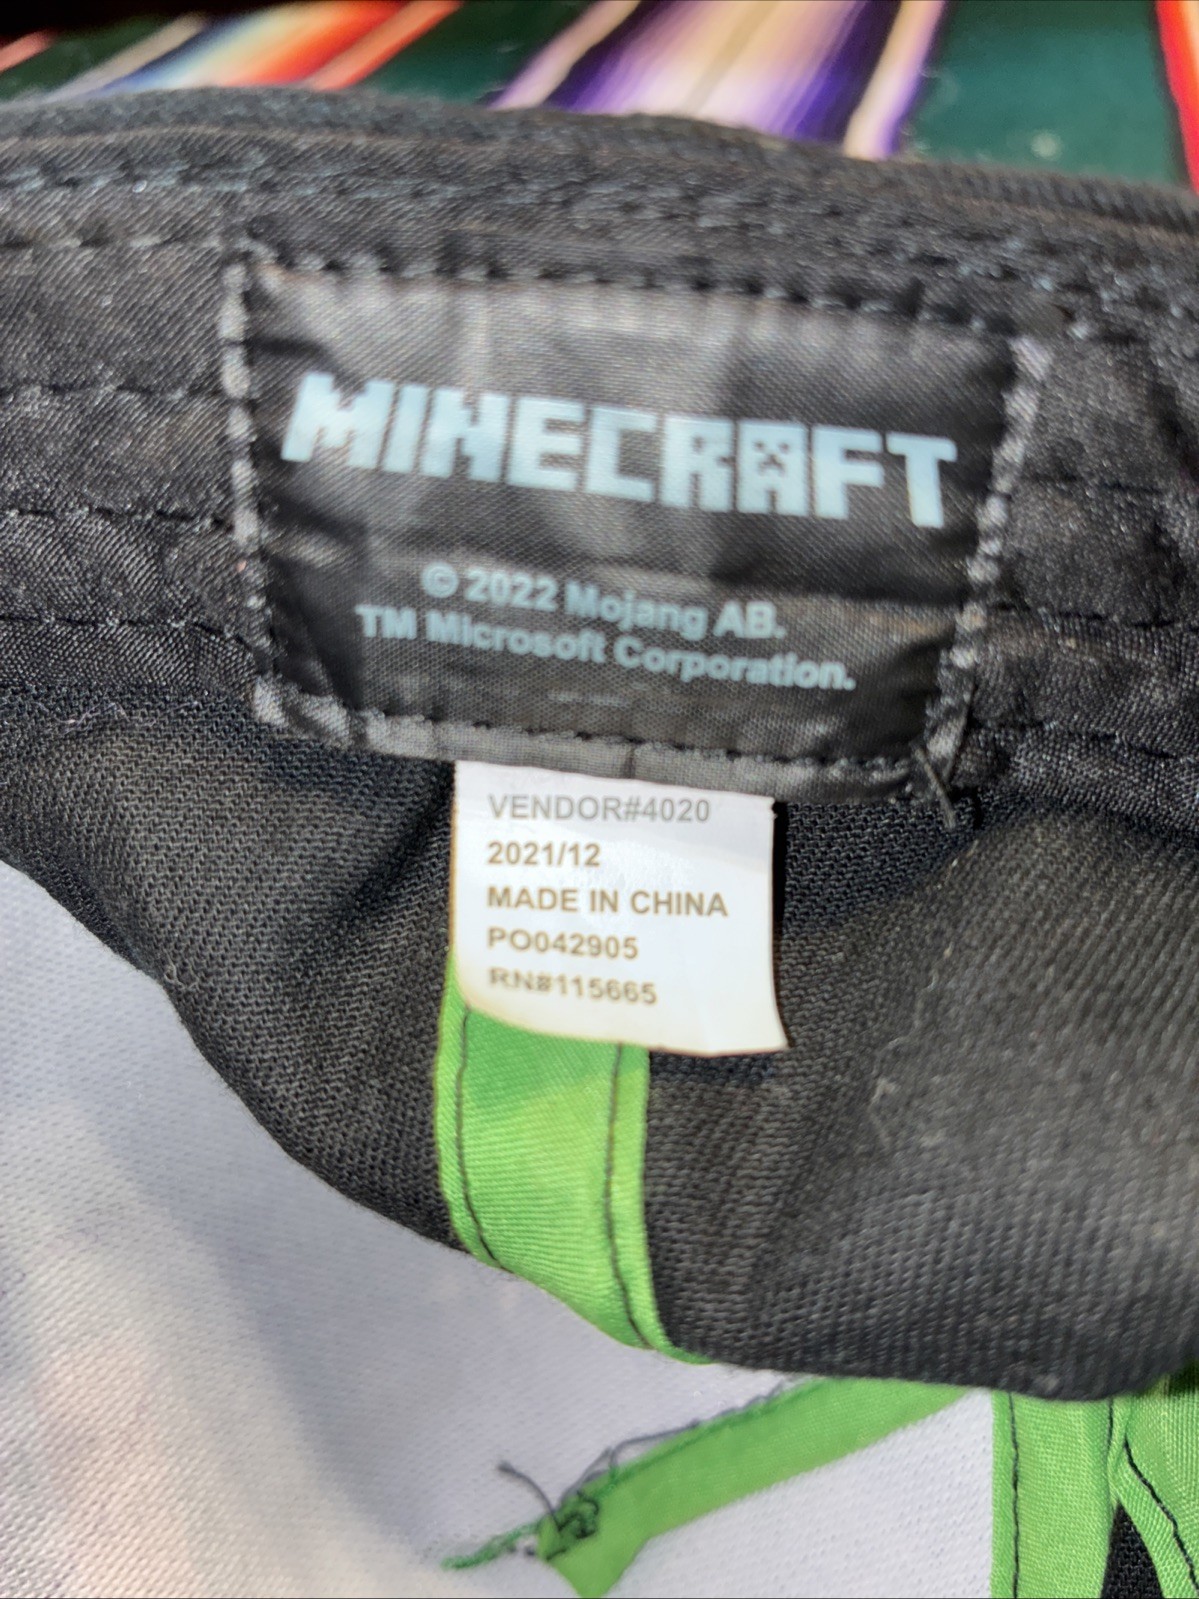 MINECRAFT
© 2022 Mojang AB.
TM Microsoft Corporation.
VENDOR#4020
2021/12
MADE IN CHINA
PO042905
RN#115665